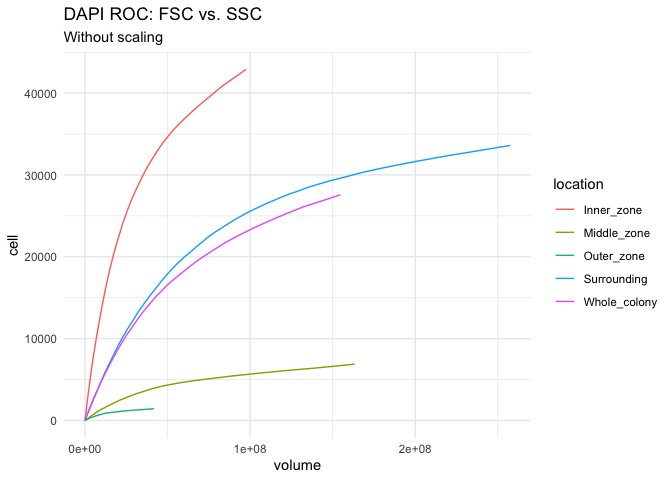 DAPI ROC: FSC vs. SSC
Without scaling
40000
30000
20000
10000
0
cell
0e+00
1e+08
2e+08
volume
location
Inner_zone
Middle_zone
Outer_zone
Surrounding
Whole_colony